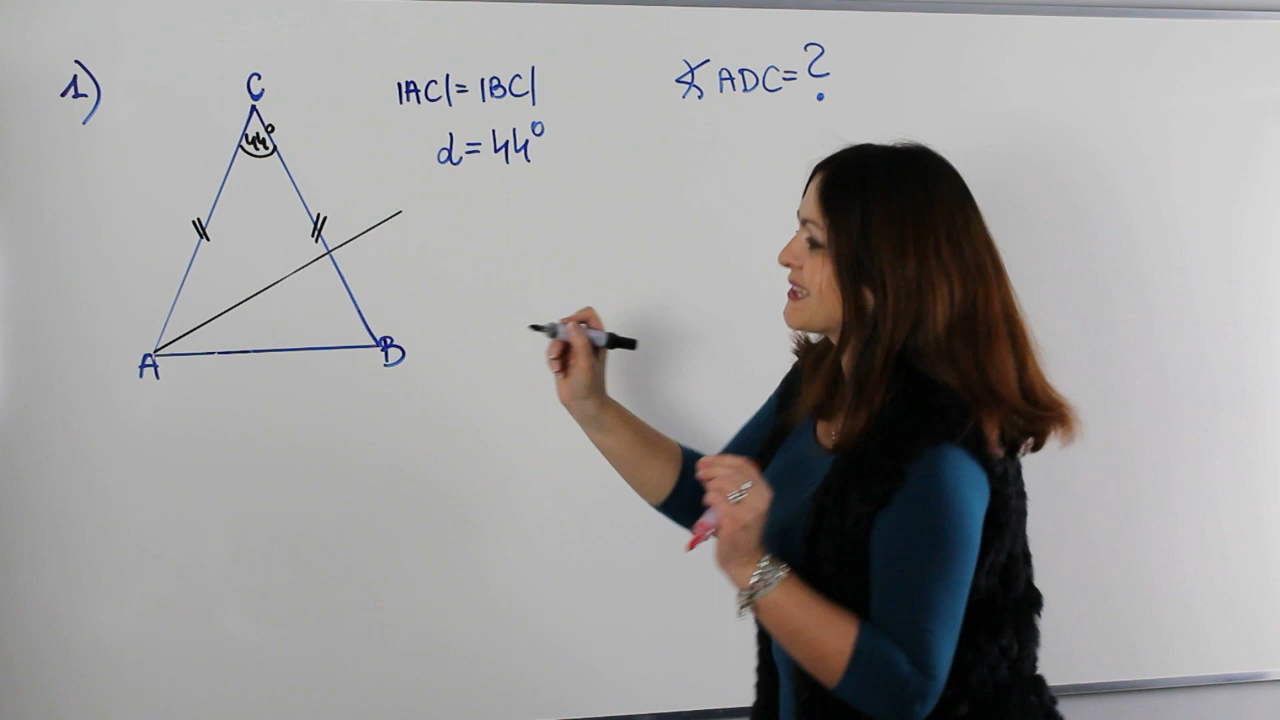 1)
C
|AC| = |BC|
∢ ADC = ?
44°
α = 44°
A
B